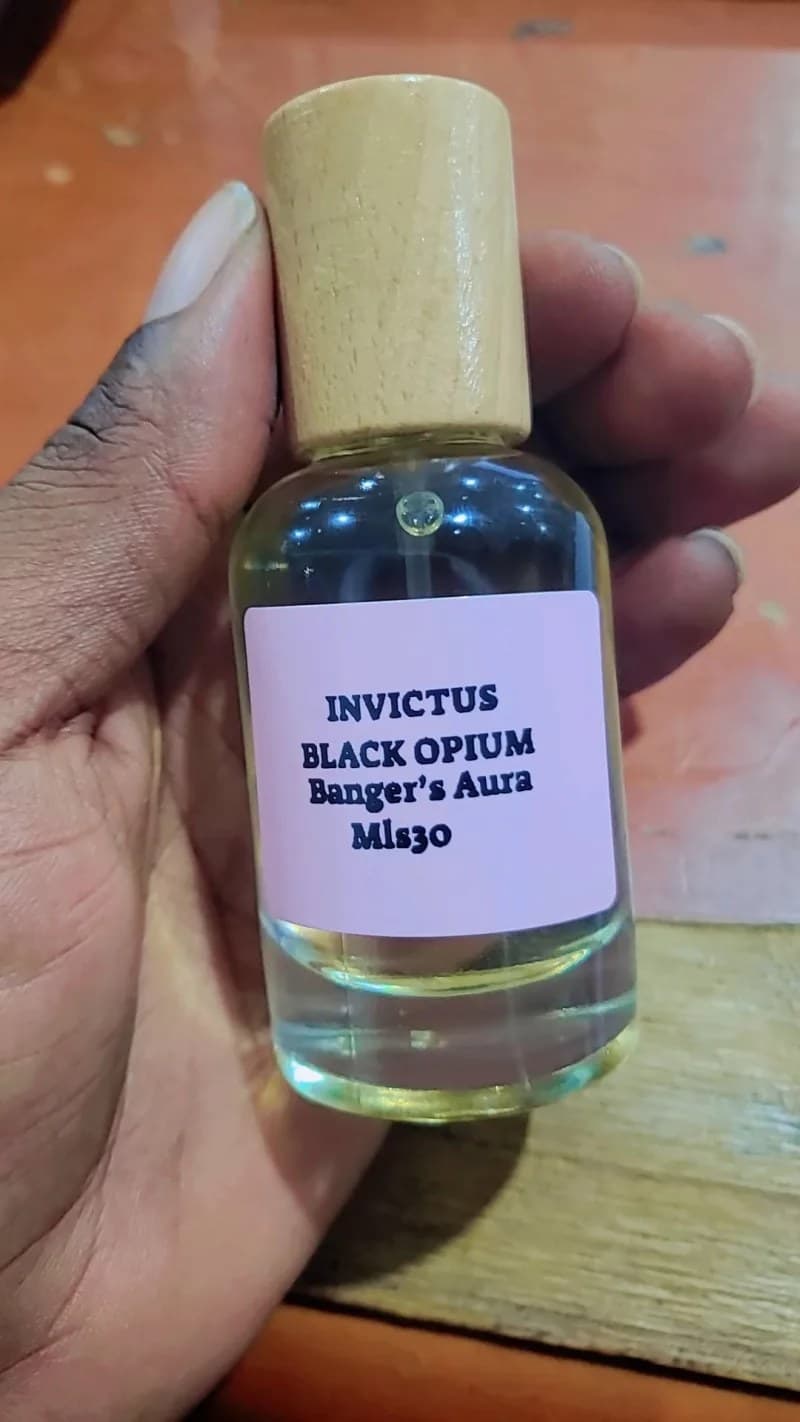 INVICTUS
BLACK OPIUM
Banger's Aura
Mls30